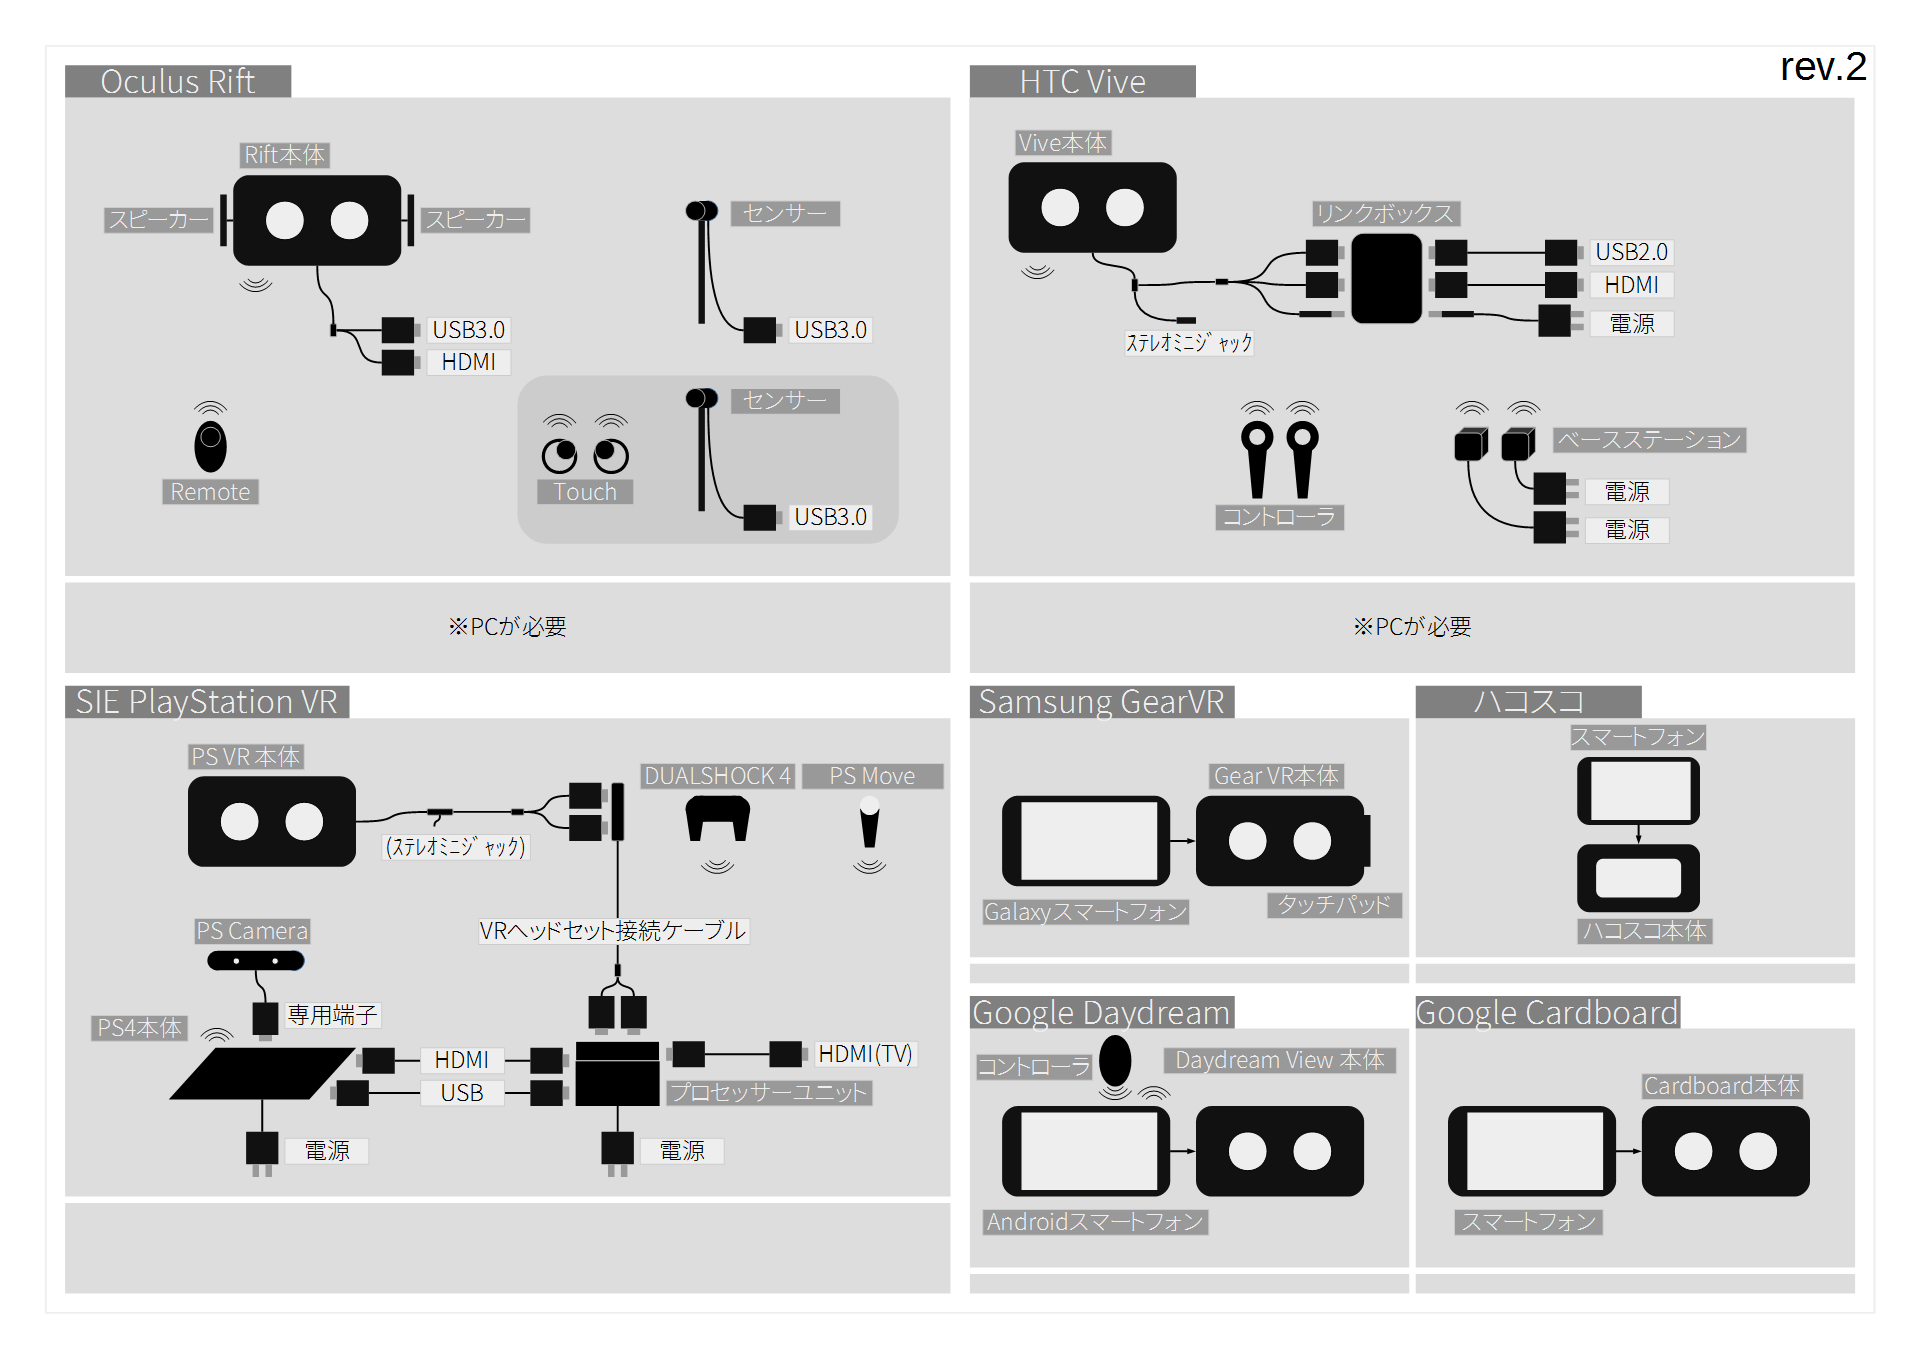 rev.2
Oculus Rift
Rift本体
スピーカー
スピーカー
センサー
USB3.0
HDMI
USB3.0
センサー
Remote
Touch
USB3.0
※PCが必要
HTC Vive
Vive本体
リンクボックス
USB2.0
HDMI
電源
ステレオミニジャック
ベースステーション
コントローラ
電源
電源
※PCが必要
SIE PlayStation VR
PS VR 本体
DUALSHOCK 4
PS Move
(ステレオミニジャック)
PS Camera
VRヘッドセット接続ケーブル
専用端子
PS4本体
HDMI
HDMI(TV)
USB
プロセッサーユニット
電源
電源
Samsung GearVR
Gear VR本体
Galaxyスマートフォン
タッチパッド
ハコスコ
スマートフォン
ハコスコ本体
Google Daydream
コントローラ
Daydream View 本体
Androidスマートフォン
Google Cardboard
Cardboard本体
スマートフォン